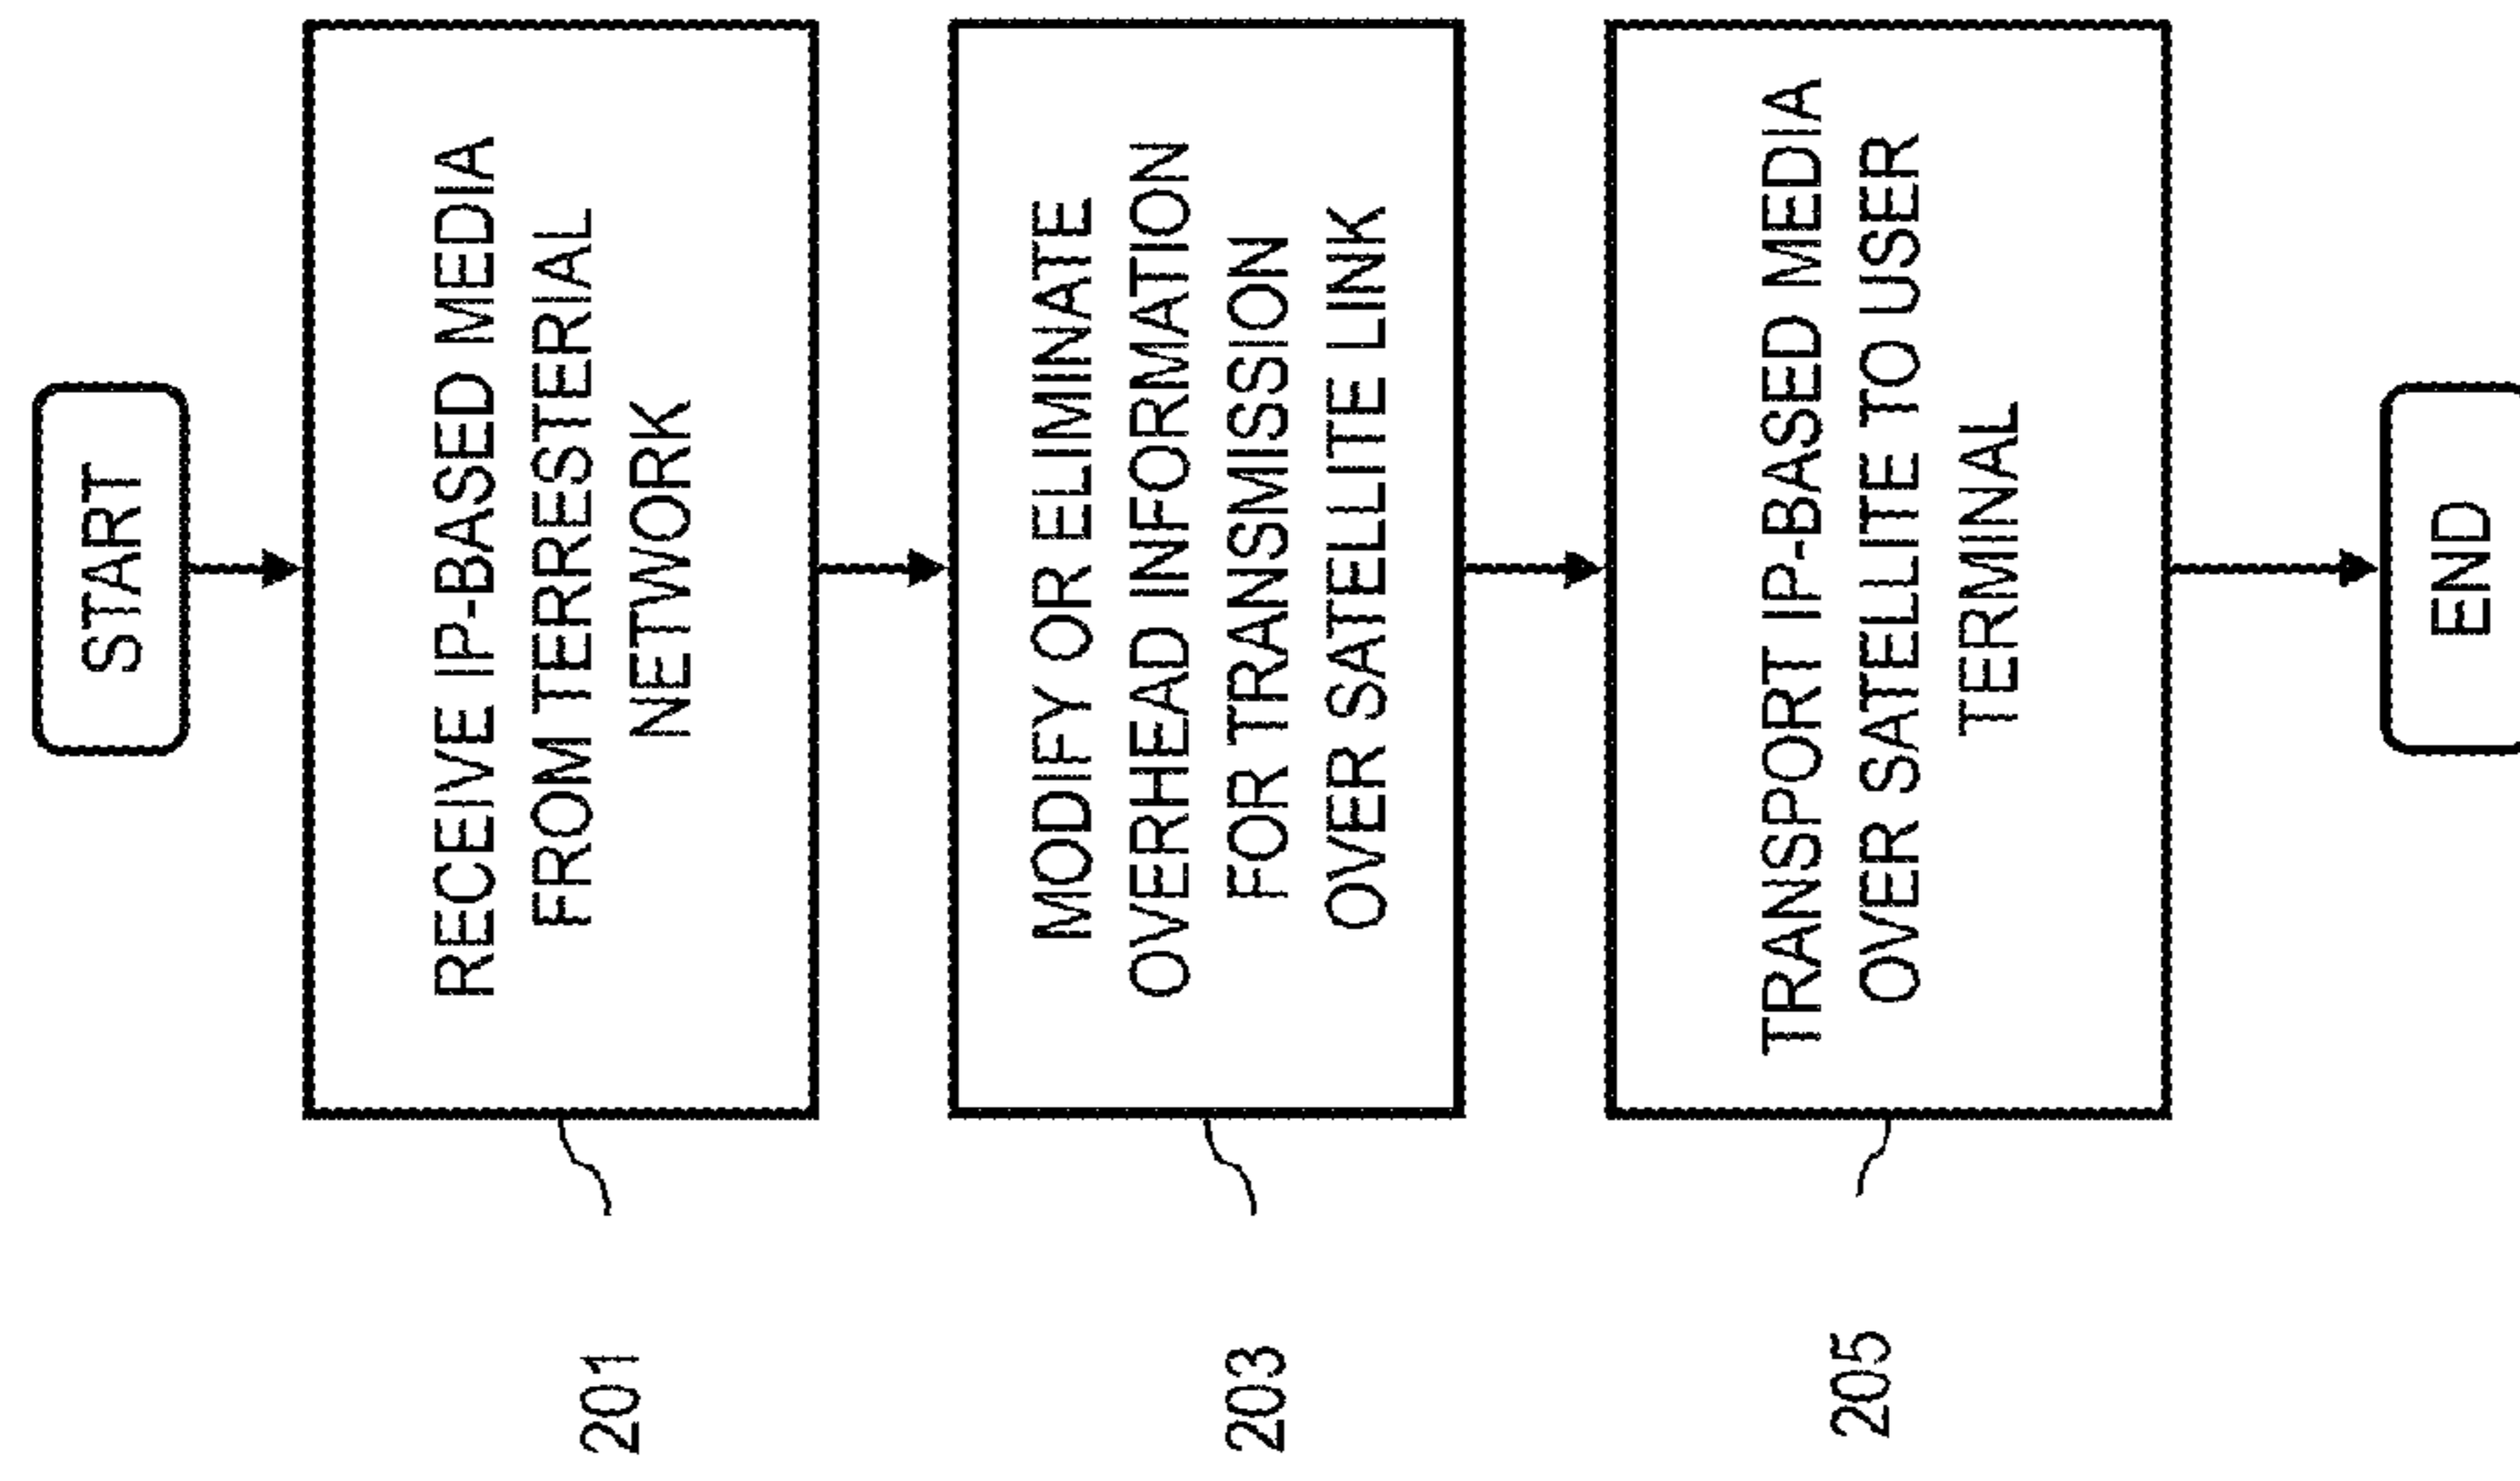 START
201
RECEIVE IP-BASED MEDIA
FROM TERRESTERIAL
NETWORK
203
MODIFY OR ELIMINATE
OVERHEAD INFORMATION
FOR TRANSMISSION
OVER SATELLITE LINK
205
TRANSPORT IP-BASED MEDIA
OVER SATELLITE TO USER
TERMINAL
END